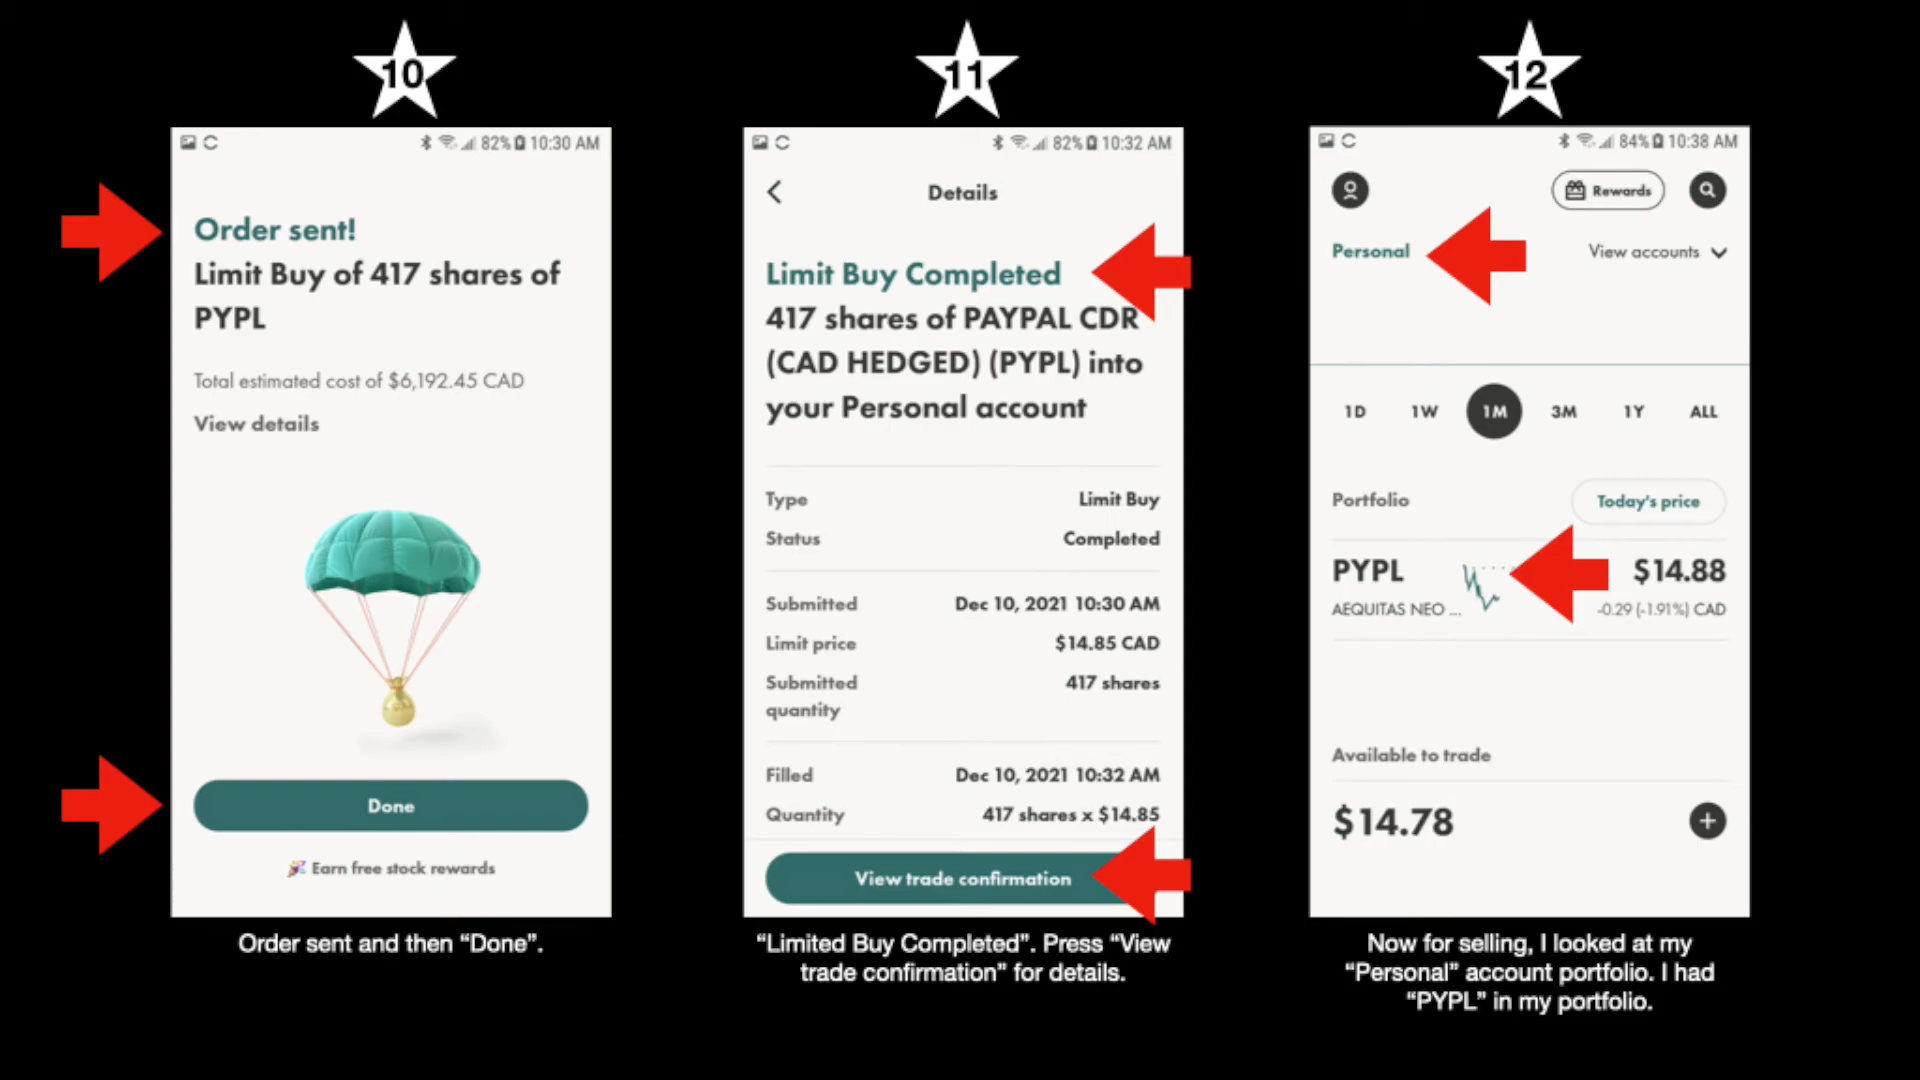 10
82% 10:30 AM
Order sent!
Limit Buy of 417 shares of
PYPL
Total estimated cost of $6,192.45 CAD
View details
Done
Earn free stock rewards
Order sent and then “Done”.
11
82% 10:32 AM
Details
Limit Buy Completed
417 shares of PAYPAL CDR
(CAD HEDGED) (PYPL) into
your Personal account
Type Limit Buy
Status Completed
Submitted Dec 10, 2021 10:30 AM
Limit price $14.85 CAD
Submitted 417 shares
quantity
Filled Dec 10, 2021 10:32 AM
Quantity 417 shares x $14.85
View trade confirmation
“Limited Buy Completed”. Press “View
trade confirmation” for details.
12
84% 10:38 AM
Rewards
Personal View accounts
1D 1W 1M 3M 1Y ALL
Portfolio Today's price
PYPL $14.88
AEQUITAS NEO ... -0.29 (-1.91%) CAD
Available to trade
$14.78
Now for selling, I looked at my
“Personal” account portfolio. I had
“PYPL” in my portfolio.